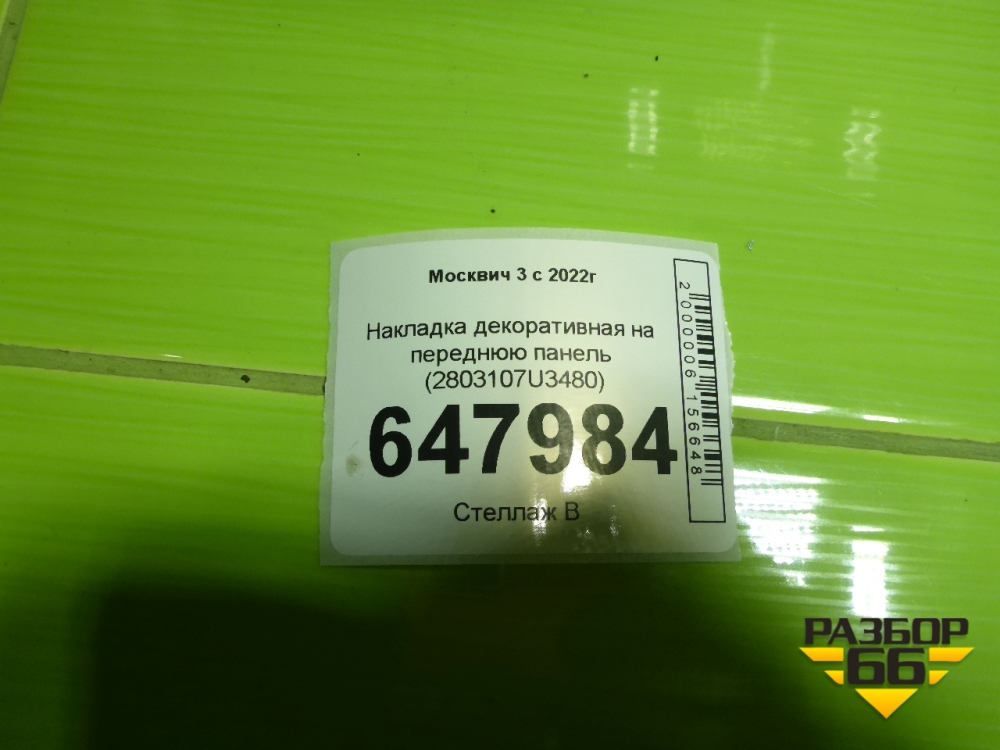 Москвич 3 с 2022г
Накладка декоративная на
переднюю панель
(2803107U3480)
647984
Стеллаж В
2000006156648
РАЗБОР
66